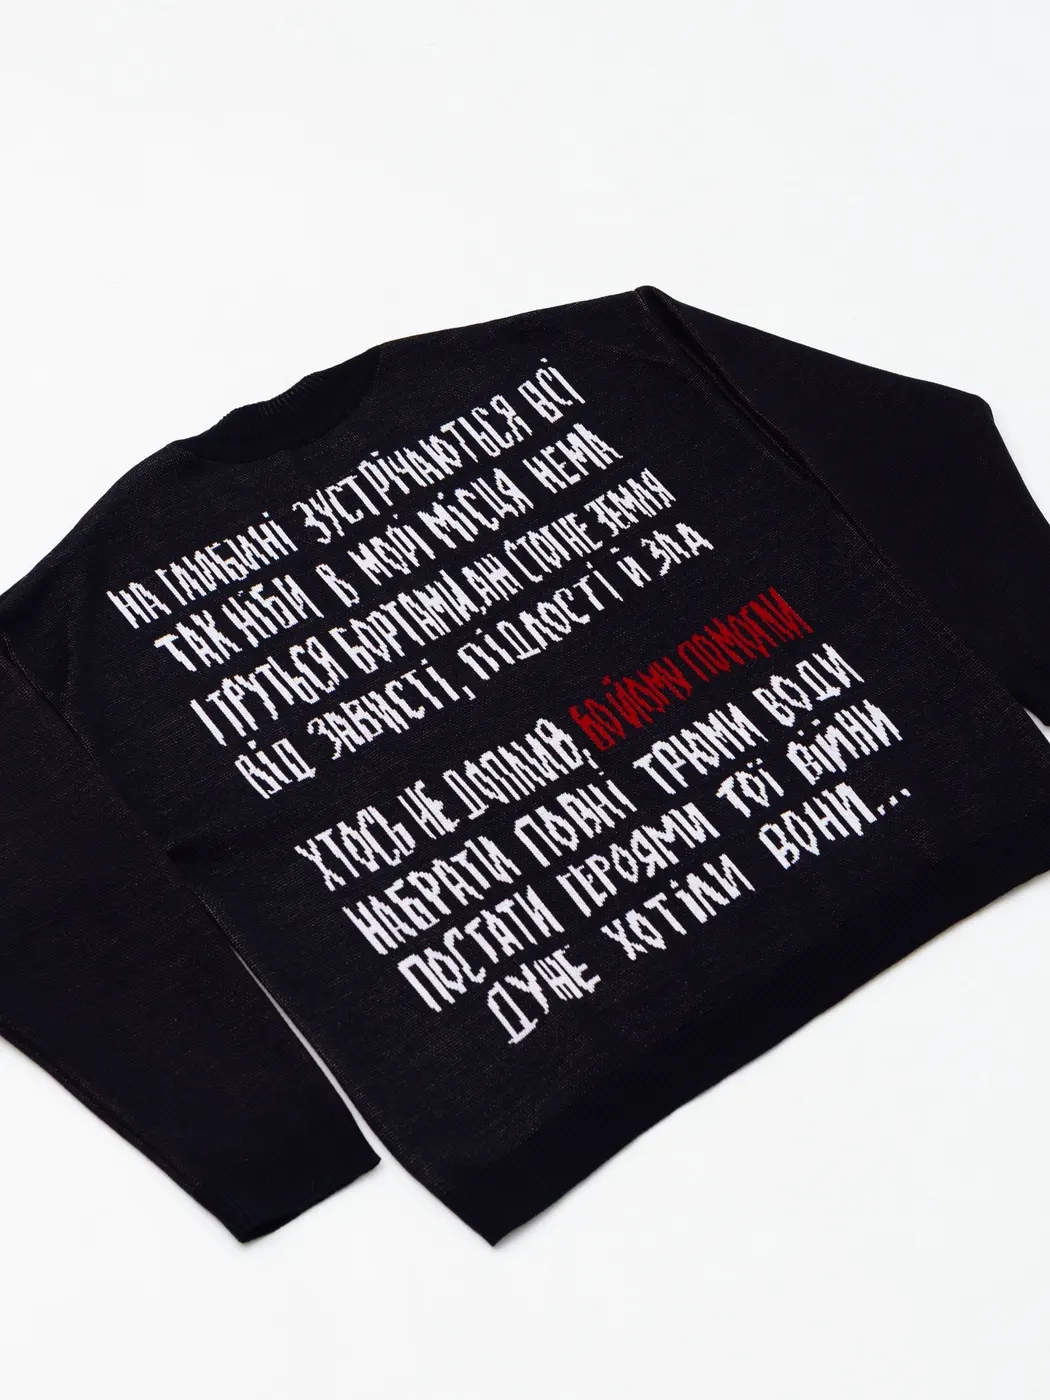 НА ГЛИБИНІ ЗУСТРІЧАЮТЬСЯ ВСІ
ТАК НІБИ В МОРІ МІСЦЯ НЕМА
І ТРУТЬСЯ БОРТАМИ, АЖ СТОГНЕ ЗЕМЛЯ
ВІД ЗАВИСТІ, ПІДЛОСТІ Й ЗЛА
ХТОСЬ НЕ ДОПЛИВ, БО ЙОМУ ПОМОГЛИ
НАБРАТИ ПОВНІ ТРЮМИ ВОДИ
ПОСТАТИ ГЕРОЯМИ ТОЇ ВІЙНИ
ДУЖЕ ХОТІЛИ ВОНИ...